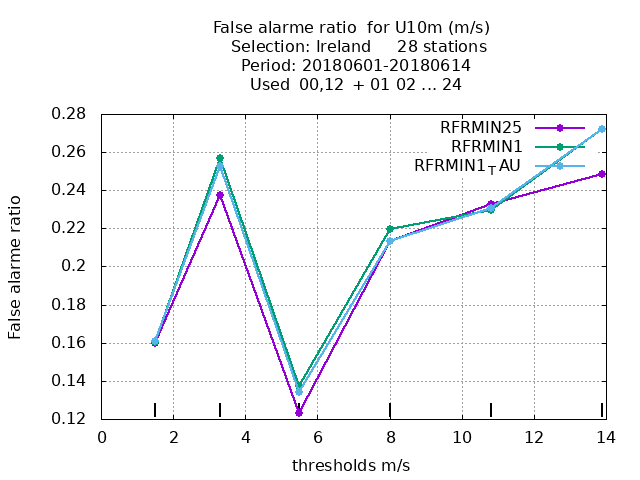 False alarme ratio  for U10m (m/s)
Selection: Ireland     28 stations
Period: 20180601-20180614
Used  00,12  + 01 02 ... 24
False alarme ratio
0.28
0.26
0.24
0.22
0.2
0.18
0.16
0.14
0.12
RFRMIN25
RFRMIN1
RFRMIN1_TAU
0
2
4
6
8
10
12
14
thresholds m/s